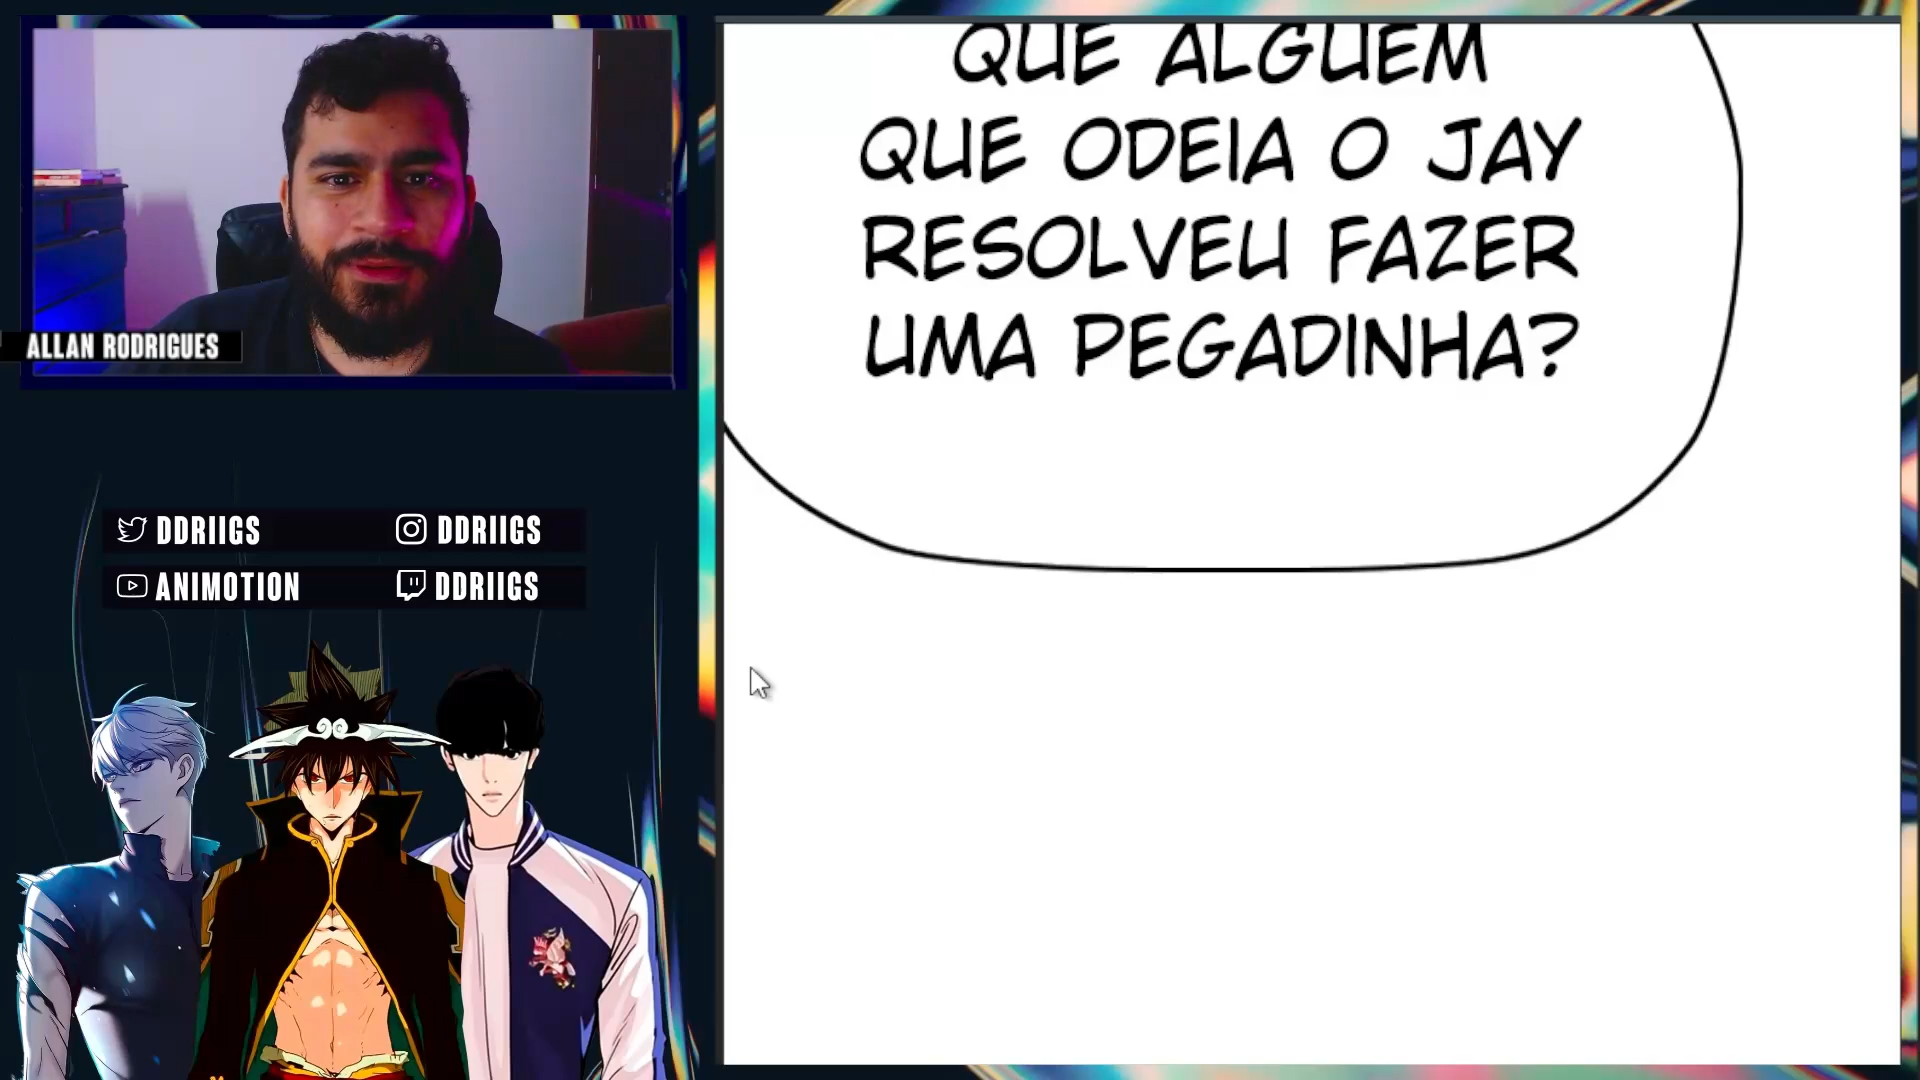 ALLAN RODRIGUES
DDRIIGS
DDRIIGS
ANIMOTION
DDRIIGS
QUE ALGUÉM
QUE ODEIA O JAY
RESOLVEU FAZER
UMA PEGADINHA?